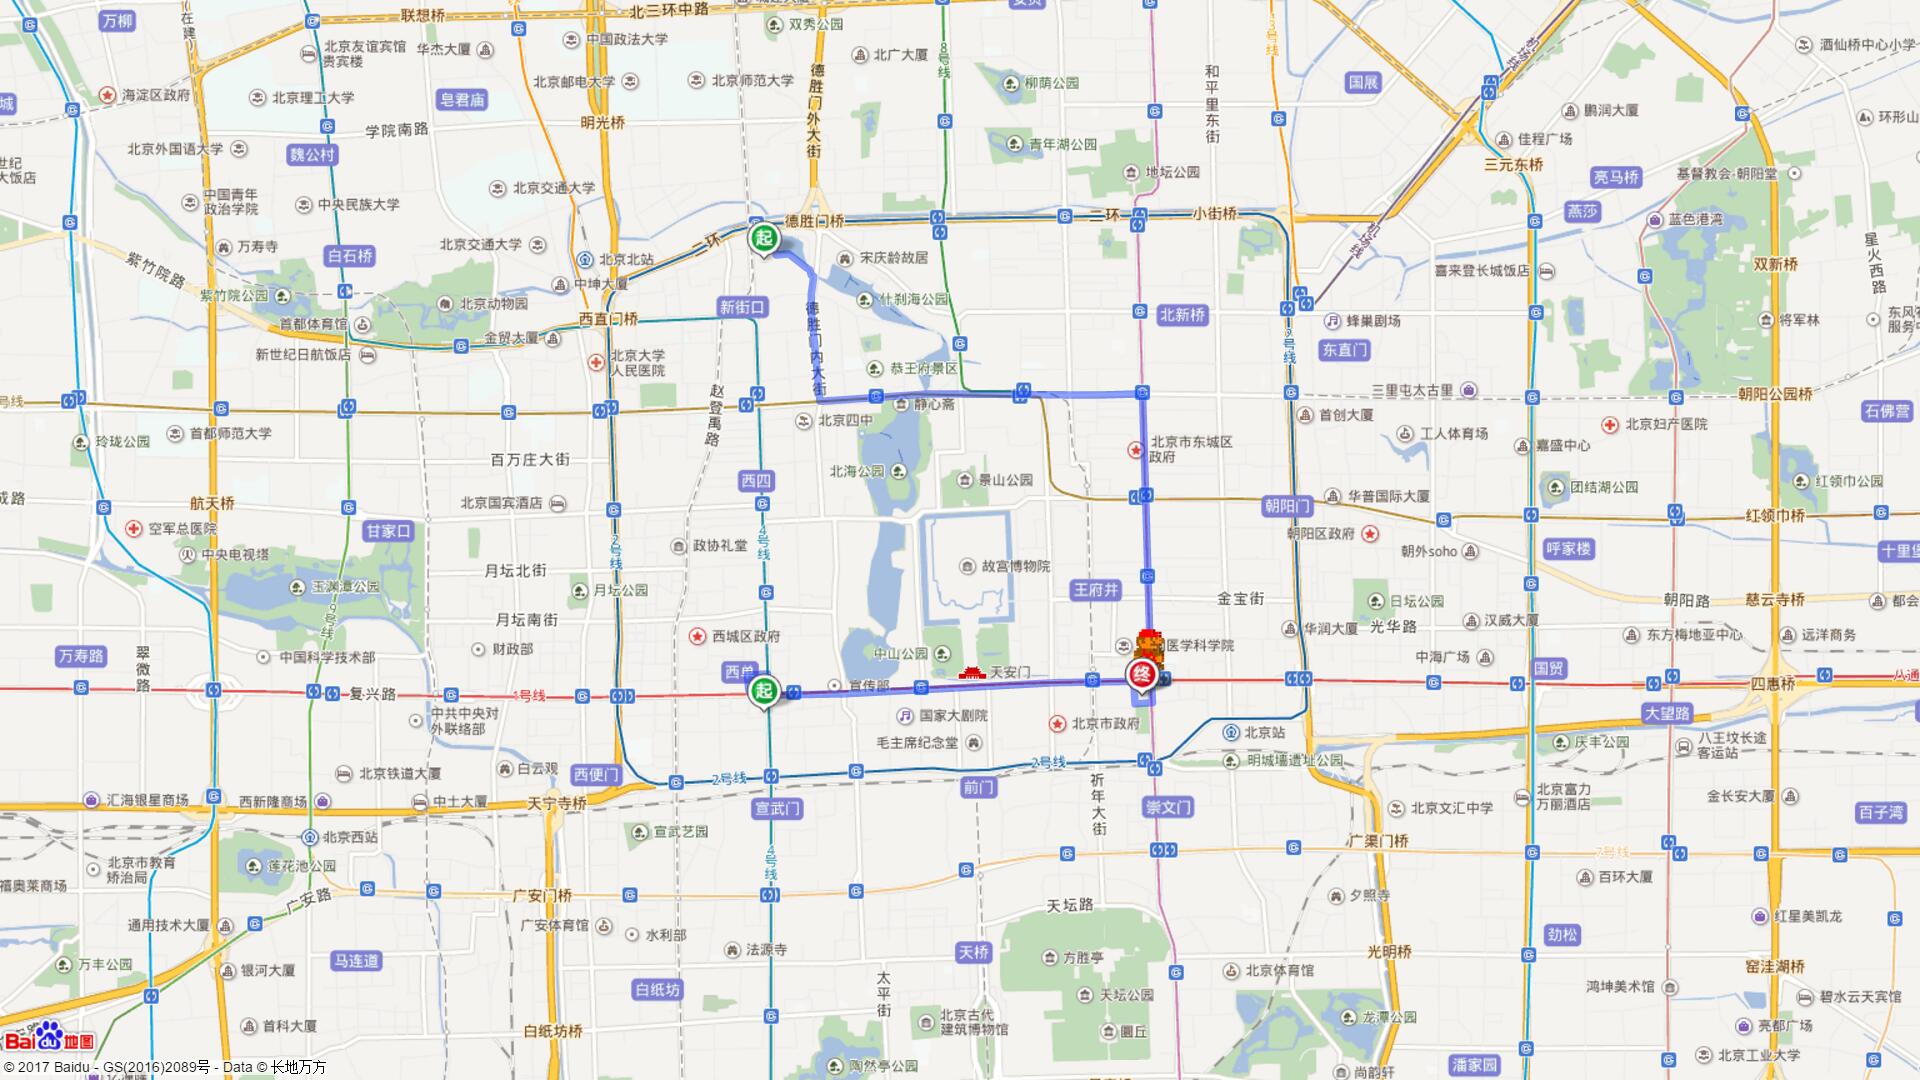 万柳
联想桥
北三环中路
双秀公园
中国政法大学
华杰大厦
北京友谊宾馆
贵宾楼
北广大厦
8号线
和平里东街
国展
机场线
酒仙桥中心小学
海淀区政府
北京理工大学
皂君庙
北京邮电大学
北京师范大学
德胜门外大街
柳荫公园
鹏润大厦
环形山
学院南路
明光桥
青年湖公园
佳程广场
北京外国语大学
魏公村
三元东桥
地坛公园
亮马桥
基督教会-朝阳堂
中国青年
政治学院
中央民族大学
北京交通大学
燕莎
蓝色港湾
德胜门桥
二环
小街桥
星火西路
万寿寺
白石桥
北京交通大学
二环
起
宋庆龄故居
北京北站
机场线
喜来登长城饭店
双新桥
紫竹院路
紫竹院公园
北京动物园
中坤大厦
新街口
什刹海公园
德胜门内大街
北新桥
蜂巢剧场
将军林
首都体育馆
西直门桥
金贸大厦
新世纪日航饭店
北京大学
人民医院
恭王府景区
2号线
东直门
三里屯太古里
朝阳公园桥
石佛营
赵登禹路
静心斋
北京四中
首创大厦
工人体育场
北京妇产医院
玲珑公园
首都师范大学
北京市东城区
政府
嘉盛中心
百万庄大街
西四
北海公园
景山公园
团结湖公园
红领巾公园
航天桥
北京国宾酒店
朝阳门
华普国际大厦
红领巾桥
空军总医院
甘家口
4号线
2号线
政协礼堂
朝阳区政府
朝外soho
呼家楼
中央电视塔
故宫博物院
月坛北街
玉渊潭公园
月坛公园
王府井
金宝街
日坛公园
朝阳路
慈云寺桥
9号线
月坛南街
西城区政府
华润大厦
光华路
汉威大厦
东方梅地亚中心
远洋商务
万寿路
翠微路
中国科学技术部
财政部
中山公园
医学科学院
中海广场
国贸
西单
天安门
起
宣传部
终
复兴路
1号线
四惠桥
大望路
中共中央对
外联络部
国家大剧院
北京市政府
北京站
毛主席纪念堂
庆丰公园
八王坟长途
客运站
明城墙遗址公园
北京铁道大厦
白云观
西便门
2号线
2号线
前门
祈年大街
崇文门
汇海银星商场
西新隆商场
中土大厦
天宁寺桥
宣武门
北京文汇中学
北京富力
万丽酒店
金长安大厦
百子湾
北京西站
宣武艺园
广渠门桥
7号线
北京市教育
矫治局
莲花池公园
4号线
百环大厦
禧奥莱商场
广安路
广安门桥
天坛路
夕照寺
通用技术大厦
广安体育馆
水利部
红星美凯龙
法源寺
天桥
方胜亭
光明桥
劲松
窑洼湖桥
万丰公园
银河大厦
马连道
太平街
北京体育馆
白纸坊
天坛公园
鸿坤美术馆
碧水云天宾馆
首科大厦
白纸坊桥
北京古代
建筑博物馆
圜丘
龙潭公园
亮都广场
Bai 地图
陶然亭公园
尚韵轩
潘家园
北京工业大学
© 2017 Baidu - GS(2016)2089号 - Data © 长地万方